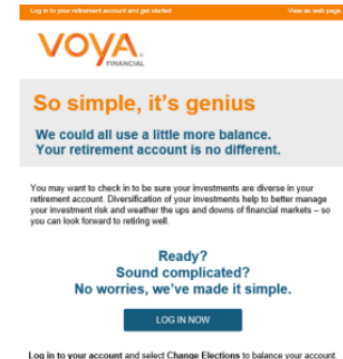 Log in to your retirement account and get started View as web page
VOYA
FINANCIAL
So simple, it's genius
We could all use a little more balance.
Your retirement account is no different.
You may want to check in to be sure your investments are diverse in your
retirement account. Diversification of your investments help to better manage
your investment risk and weather the ups and downs of financial markets – so
you can look forward to retiring well.
Ready?
Sound complicated?
No worries, we've made it simple.
LOG IN NOW
Log in to your account and select Change Elections to balance your account.